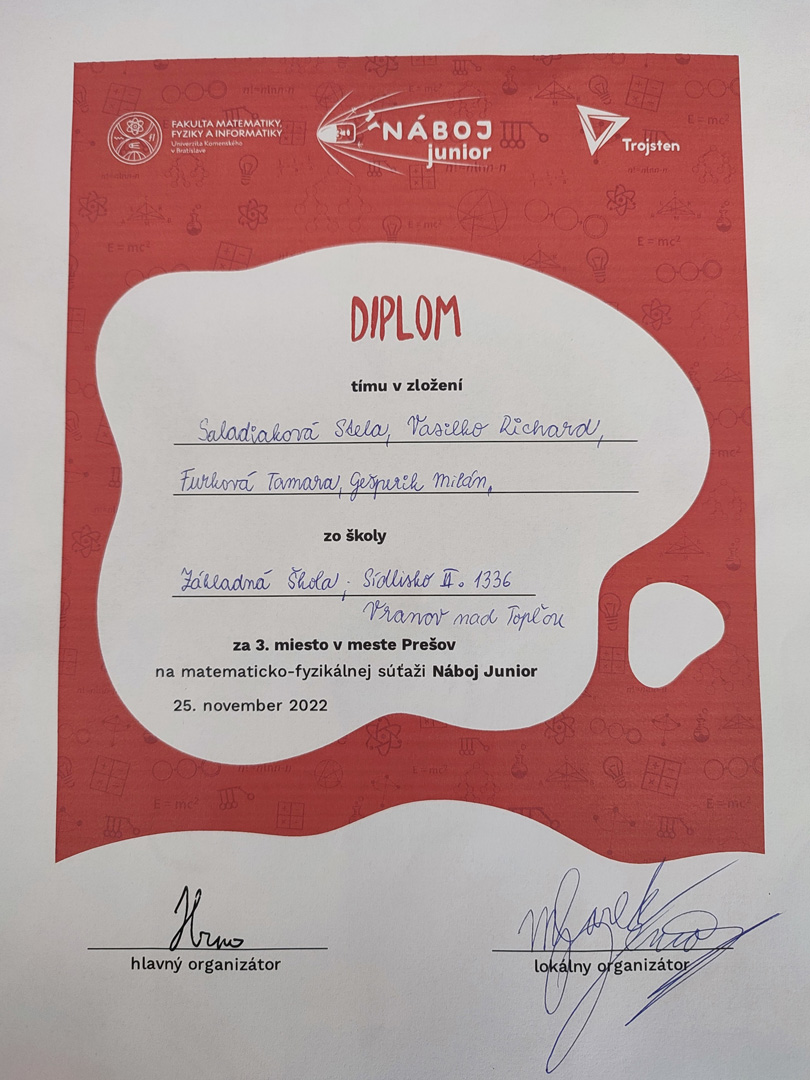 FAKULTA MATEMATIKY,
FYZIKY A INFORMATIKY
Univerzita Komenského
v Bratislave
NÁBOJ
junior
Trojsten
DIPLOM
tímu v zložení
Saladiaková Stela, Vasilko Richard,
Furková Tamara, Gešperik Milan,
zo školy
Základná Škola, Sídlisko II. 1336
Vranov nad Topľou
za 3. miesto v meste Prešov
na matematicko-fyzikálnej súťaži Náboj Junior
25. november 2022
hlavný organizátor
lokálny organizátor